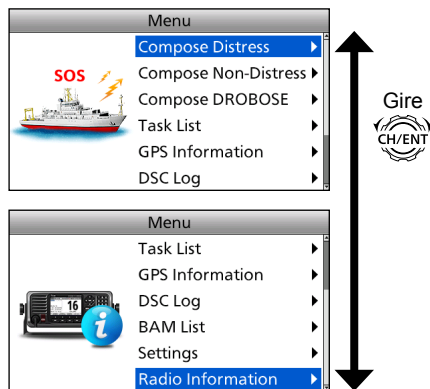 Menu
Compose Distress
SOS
Compose Non-Distress
Compose DROBOSE
Task List
GPS Information
DSC Log
Gire
CH/ENT
Menu
Task List
GPS Information
DSC Log
16
BAM List
Settings
Radio Information